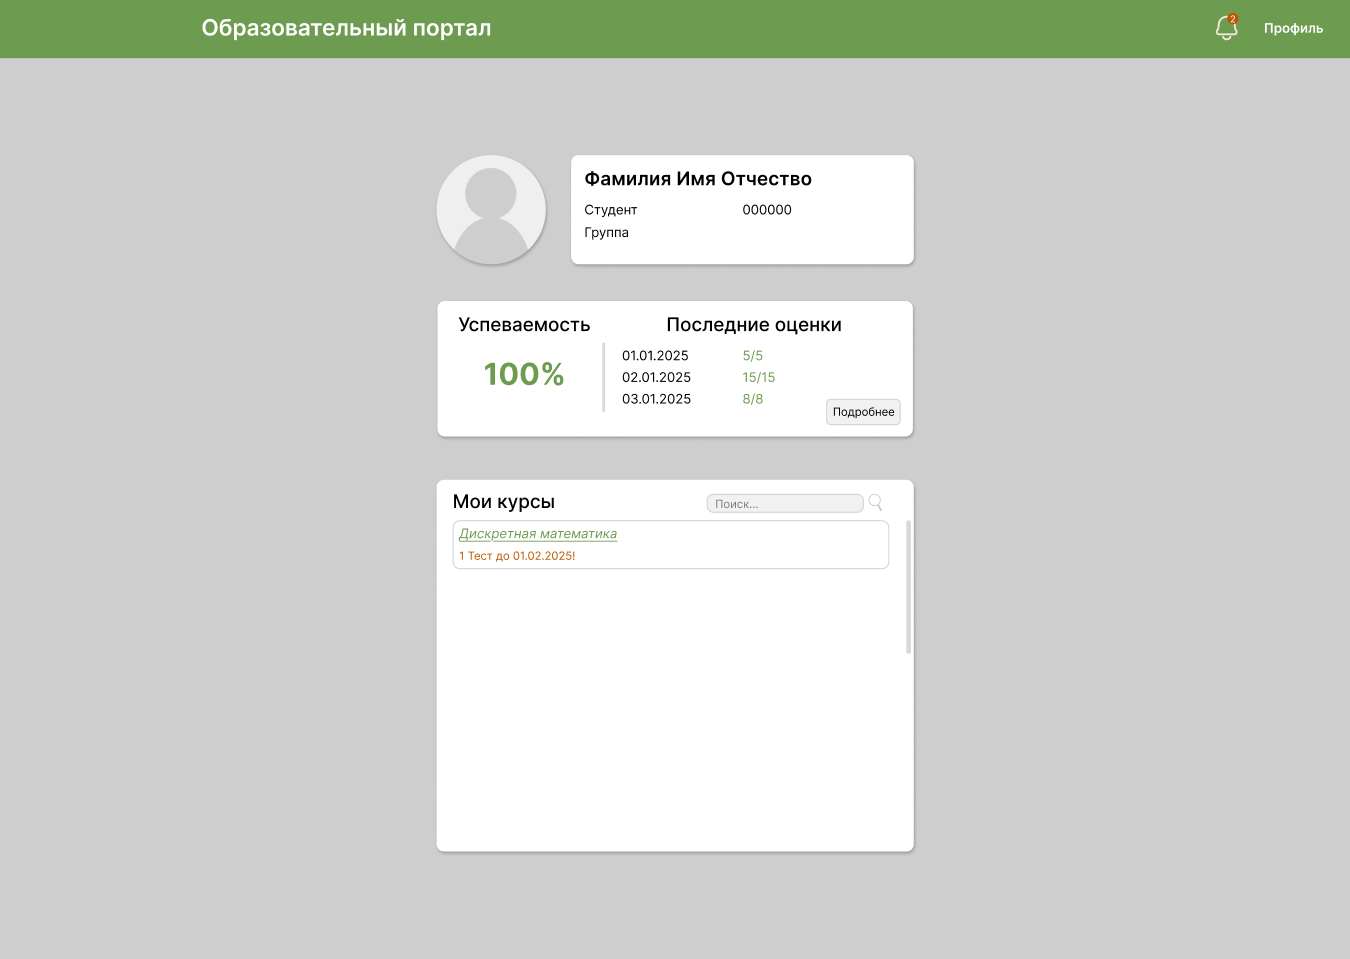 Образовательный портал
2
Профиль
Фамилия Имя Отчество
Студент 000000
Группа
Успеваемость
100%
Последние оценки
01.01.2025 5/5
02.01.2025 15/15
03.01.2025 8/8
Подробнее
Мои курсы
Поиск...
Дискретная математика
1 Тест до 01.02.2025!